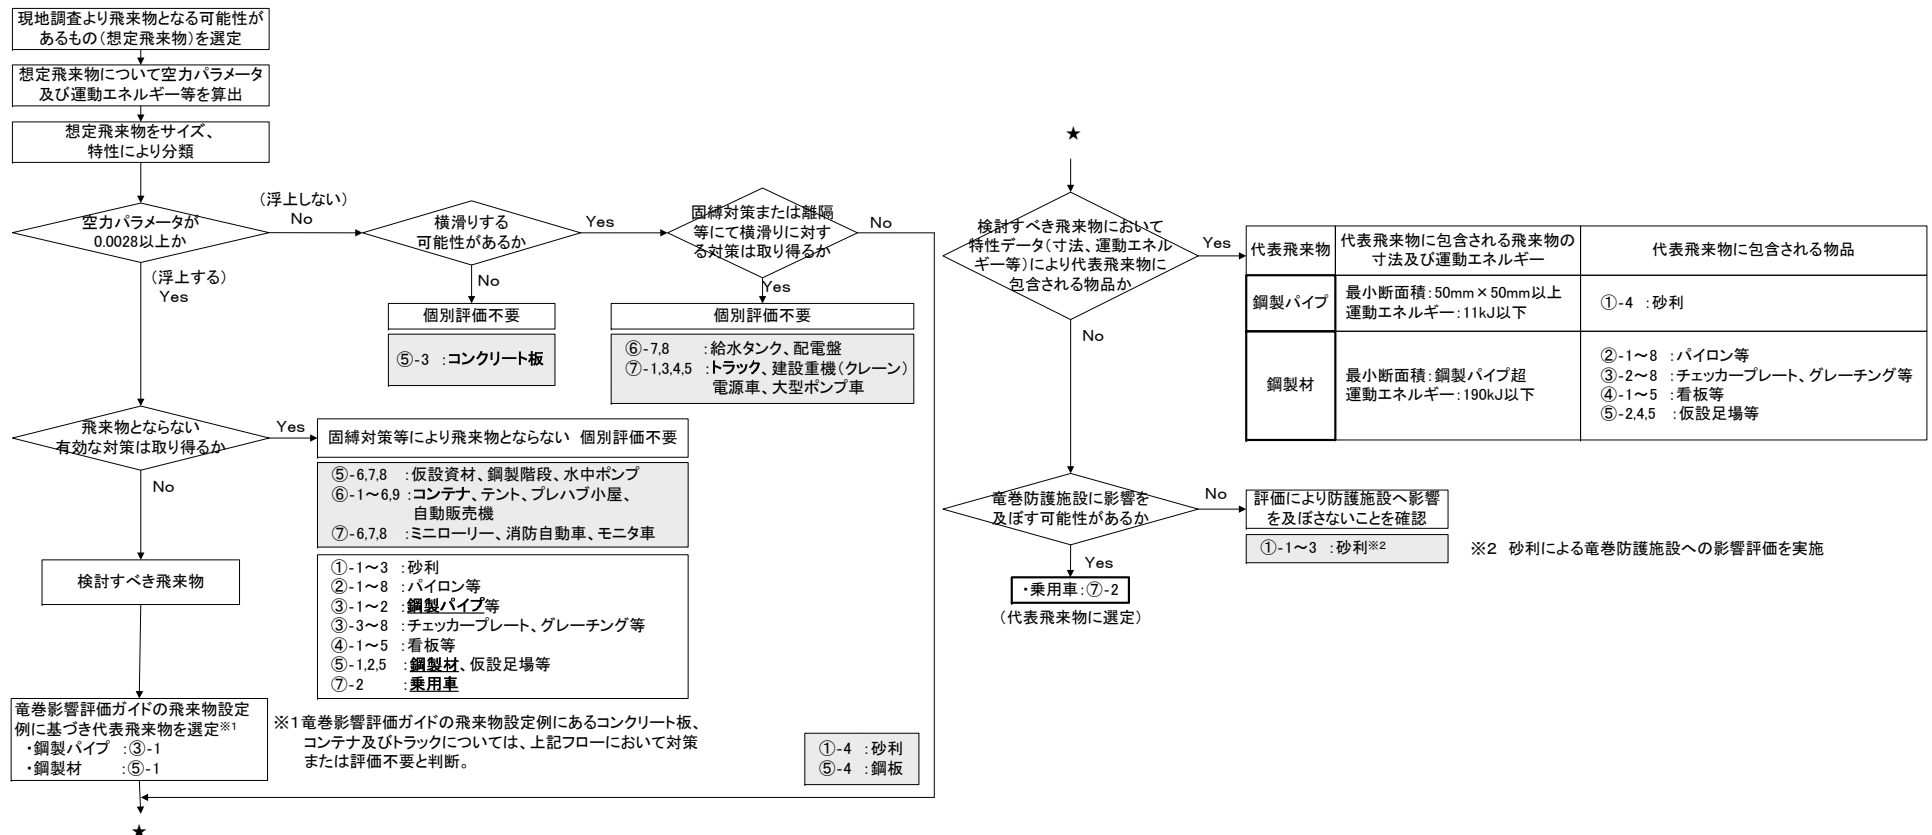 現地調査より飛来物となる可能性が
あるもの(想定飛来物)を選定
想定飛来物について空力パラメータ
及び運動エネルギー等を算出
想定飛来物をサイズ、
特性により分類
空力パラメータが
0.0028以上か
(浮上しない)
No
横滑りする
可能性があるか
Yes
固縛対策または離隔
等にて横滑りに対す
る対策は取り得るか
No
No
個別評価不要
⑤-3 :コンクリート板
Yes
個別評価不要
⑥-7,8 :給水タンク、配電盤
⑦-1,3,4,5 :トラック、建設重機(クレーン)
電源車、大型ポンプ車
(浮上する)
Yes
飛来物とならない
有効な対策は取り得るか
Yes
固縛対策等により飛来物とならない 個別評価不要
⑤-6,7,8 :仮設資材、鋼製階段、水中ポンプ
⑥-1~6,9 :コンテナ、テント、プレハブ小屋、
自動販売機
⑦-6,7,8 :ミニローリー、消防自動車、モニタ車
No
検討すべき飛来物
①-1~3 :砂利
②-1~8 :パイロン等
③-1~2 :鋼製パイプ等
③-3~8 :チェッカープレート、グレーチング等
④-1~5 :看板等
⑤-1,2,5 :鋼製材、仮設足場等
⑦-2 :乗用車
竜巻影響評価ガイドの飛来物設定
例に基づき代表飛来物を選定※1
・鋼製パイプ :③-1
・鋼製材 :⑤-1
※1竜巻影響評価ガイドの飛来物設定例にあるコンクリート板、
コンテナ及びトラックについては、上記フローにおいて対策
または評価不要と判断。
①-4 :砂利
⑤-4 :鋼板
★
★
検討すべき飛来物において
特性データ(寸法、運動エネル
ギー等)により代表飛来物に
包含される物品か
Yes
代表飛来物
代表飛来物に包含される飛来物の
寸法及び運動エネルギー
代表飛来物に包含される物品
鋼製パイプ
最小断面積:50mm×50mm以上
運動エネルギー:11kJ以下
①-4 :砂利
鋼製材
最小断面積:鋼製パイプ超
運動エネルギー:190kJ以下
②-1~8 :パイロン等
③-2~8 :チェッカープレート、グレーチング等
④-1~5 :看板等
⑤-2,4,5 :仮設足場等
No
竜巻防護施設に影響を
及ぼす可能性があるか
No
評価により防護施設へ影響
を及ぼさないことを確認
①-1~3 :砂利※2
※2 砂利による竜巻防護施設への影響評価を実施
Yes
・乗用車:⑦-2
(代表飛来物に選定)